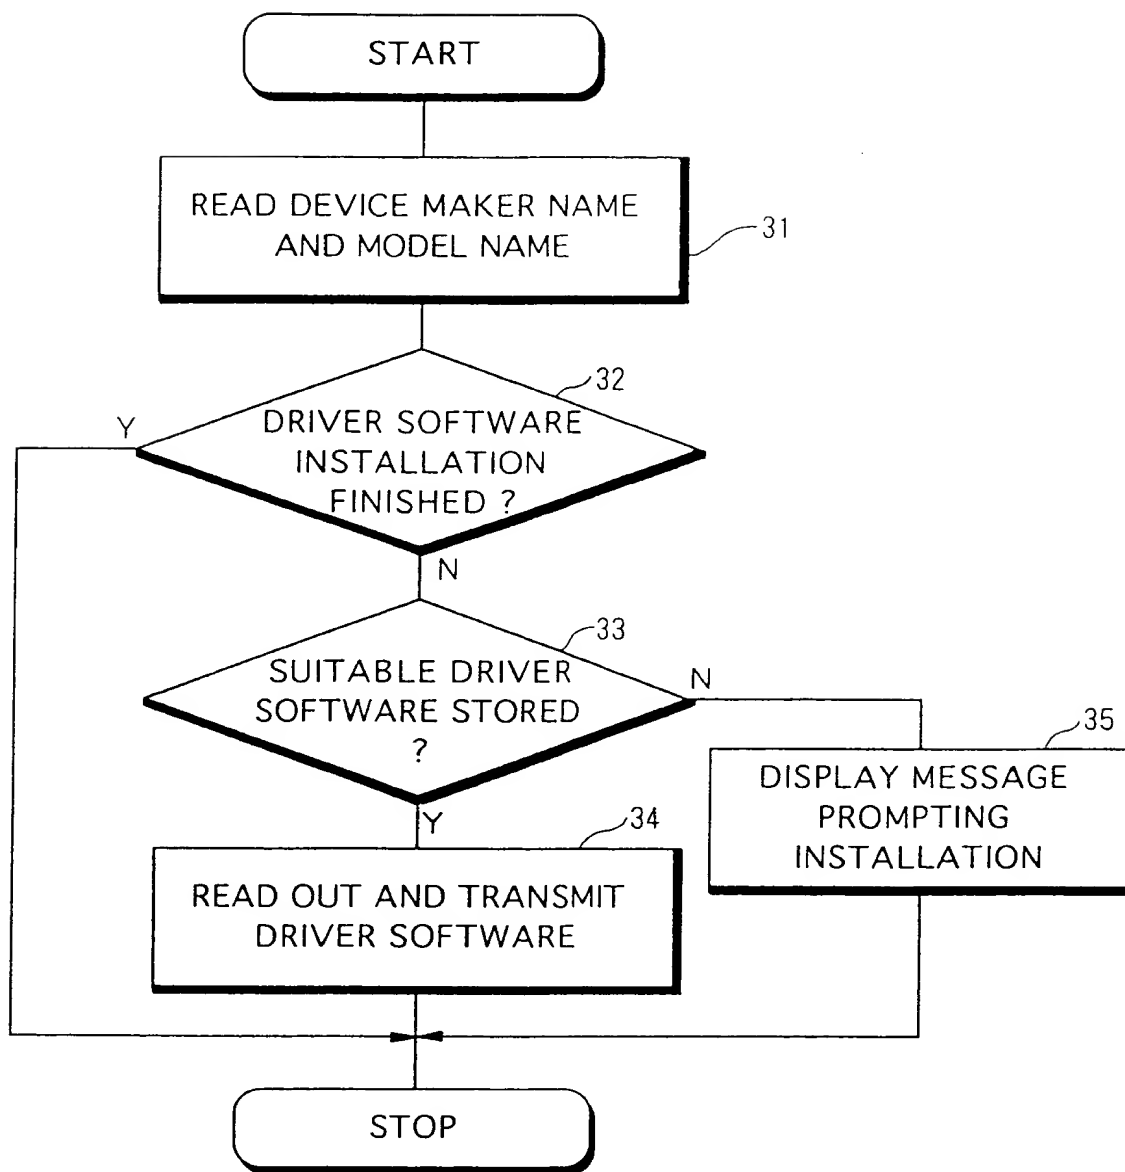 START
READ DEVICE MAKER NAME
AND MODEL NAME
31
32
Y
DRIVER SOFTWARE
INSTALLATION
FINISHED ?
N
33
SUITABLE DRIVER
SOFTWARE STORED
?
N
35
DISPLAY MESSAGE
PROMPTING
INSTALLATION
Y
34
READ OUT AND TRANSMIT
DRIVER SOFTWARE
STOP